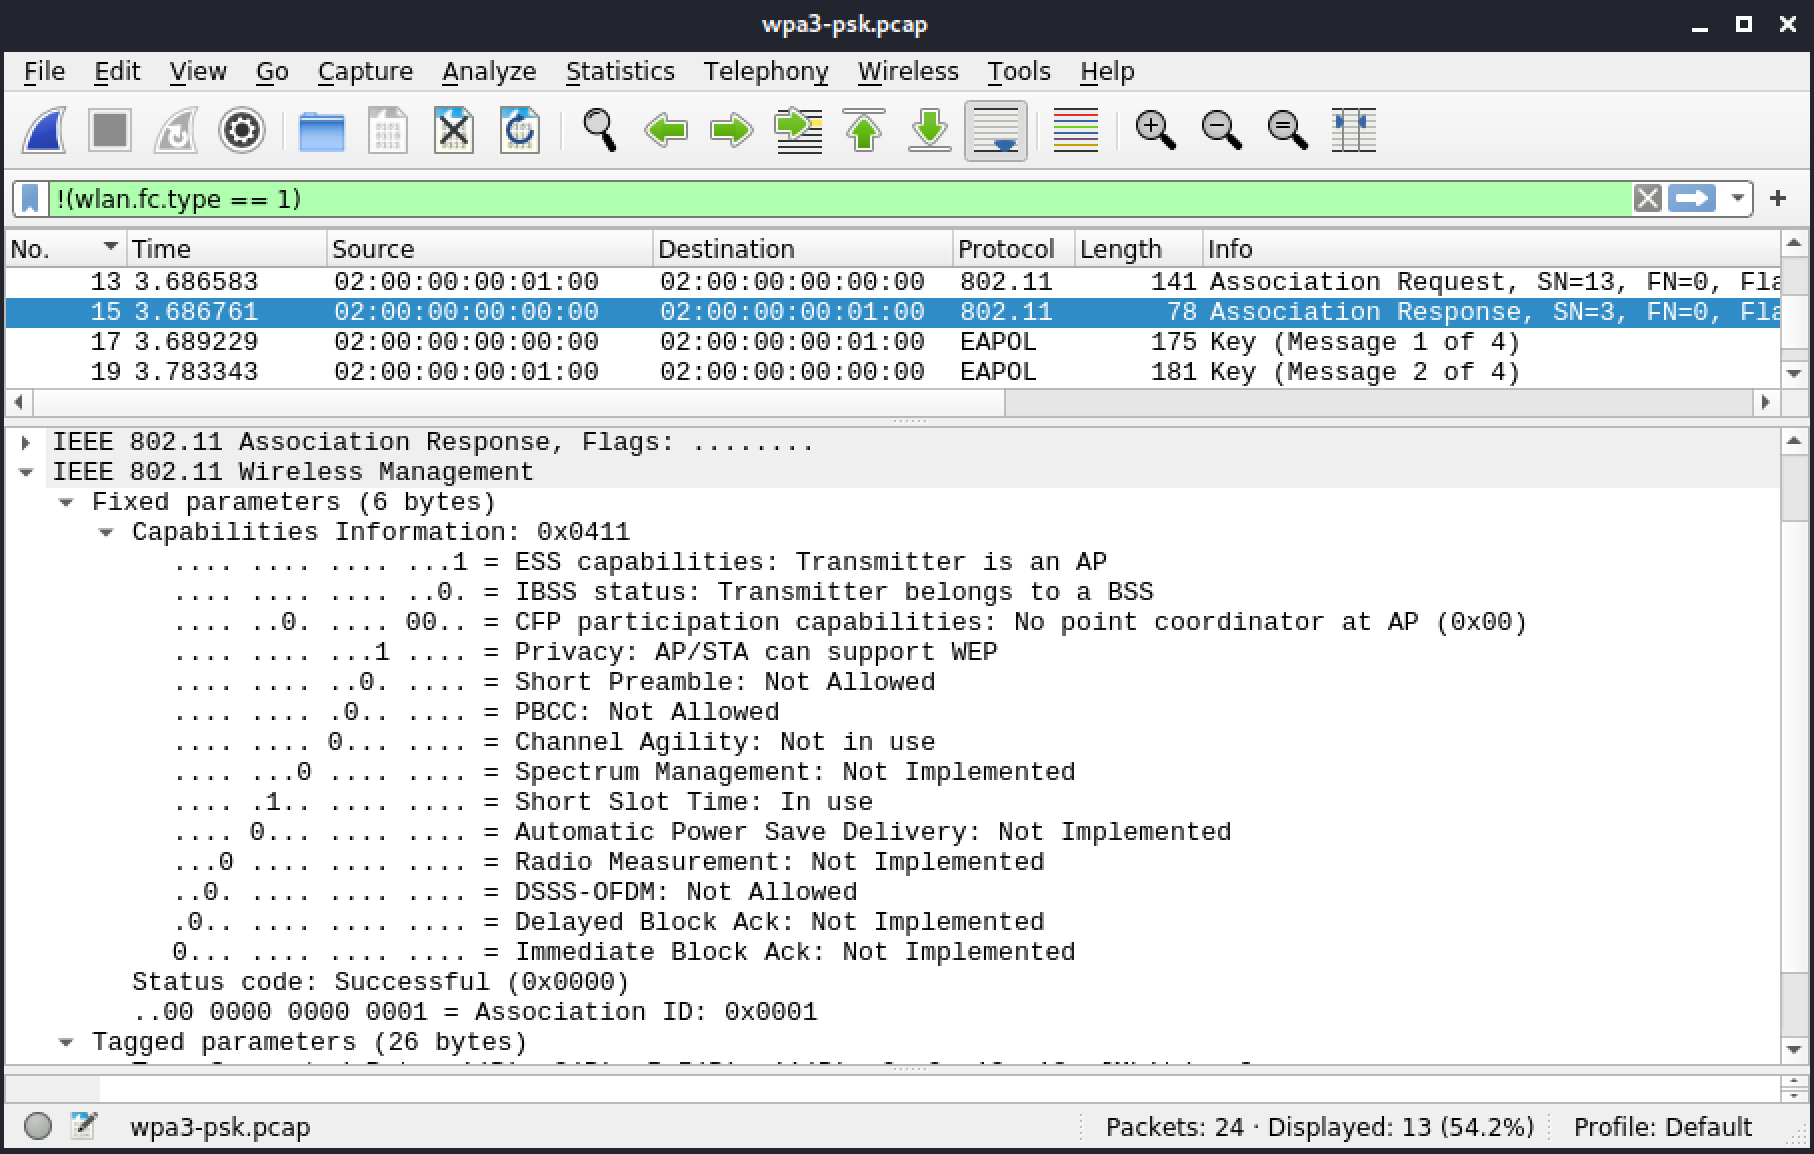 wpa3-psk.pcap
File Edit View Go Capture Analyze Statistics Telephony Wireless Tools Help
!(wlan.fc.type == 1)
No. Time Source Destination Protocol Length Info
13 3.686583 02:00:00:00:01:00 02:00:00:00:00:00 802.11 141 Association Request, SN=13, FN=0, Fla
15 3.686761 02:00:00:00:00:00 02:00:00:00:01:00 802.11 78 Association Response, SN=3, FN=0, Fla
17 3.689229 02:00:00:00:00:00 02:00:00:00:01:00 EAPOL 175 Key (Message 1 of 4)
19 3.783343 02:00:00:00:01:00 02:00:00:00:00:00 EAPOL 181 Key (Message 2 of 4)
IEEE 802.11 Association Response, Flags: ........
IEEE 802.11 Wireless Management
Fixed parameters (6 bytes)
Capabilities Information: 0x0411
.... .... .... ...1 = ESS capabilities: Transmitter is an AP
.... .... .... ..0. = IBSS status: Transmitter belongs to a BSS
.... ..0. .... 00.. = CFP participation capabilities: No point coordinator at AP (0x00)
.... .... ...1 .... = Privacy: AP/STA can support WEP
.... .... ..0. .... = Short Preamble: Not Allowed
.... .... .0.. .... = PBCC: Not Allowed
.... .... 0... .... = Channel Agility: Not in use
.... ...0 .... .... = Spectrum Management: Not Implemented
.... .1.. .... .... = Short Slot Time: In use
.... 0... .... .... = Automatic Power Save Delivery: Not Implemented
...0 .... .... .... = Radio Measurement: Not Implemented
..0. .... .... .... = DSSS-OFDM: Not Allowed
.0.. .... .... .... = Delayed Block Ack: Not Implemented
0... .... .... .... = Immediate Block Ack: Not Implemented
Status code: Successful (0x0000)
..00 0000 0000 0001 = Association ID: 0x0001
Tagged parameters (26 bytes)
wpa3-psk.pcap
Packets: 24 · Displayed: 13 (54.2%)
Profile: Default